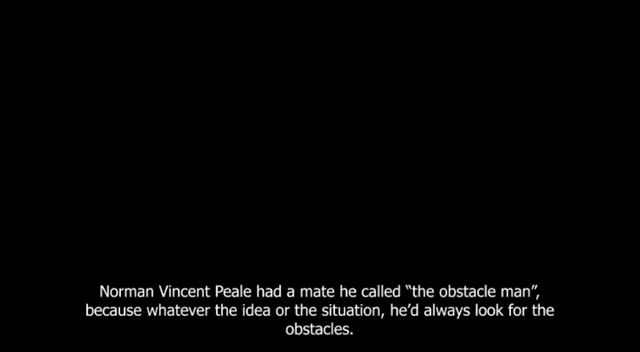 Norman Vincent Peale had a mate he called “the obstacle man”,
because whatever the idea or the situation, he’d always look for the
obstacles.